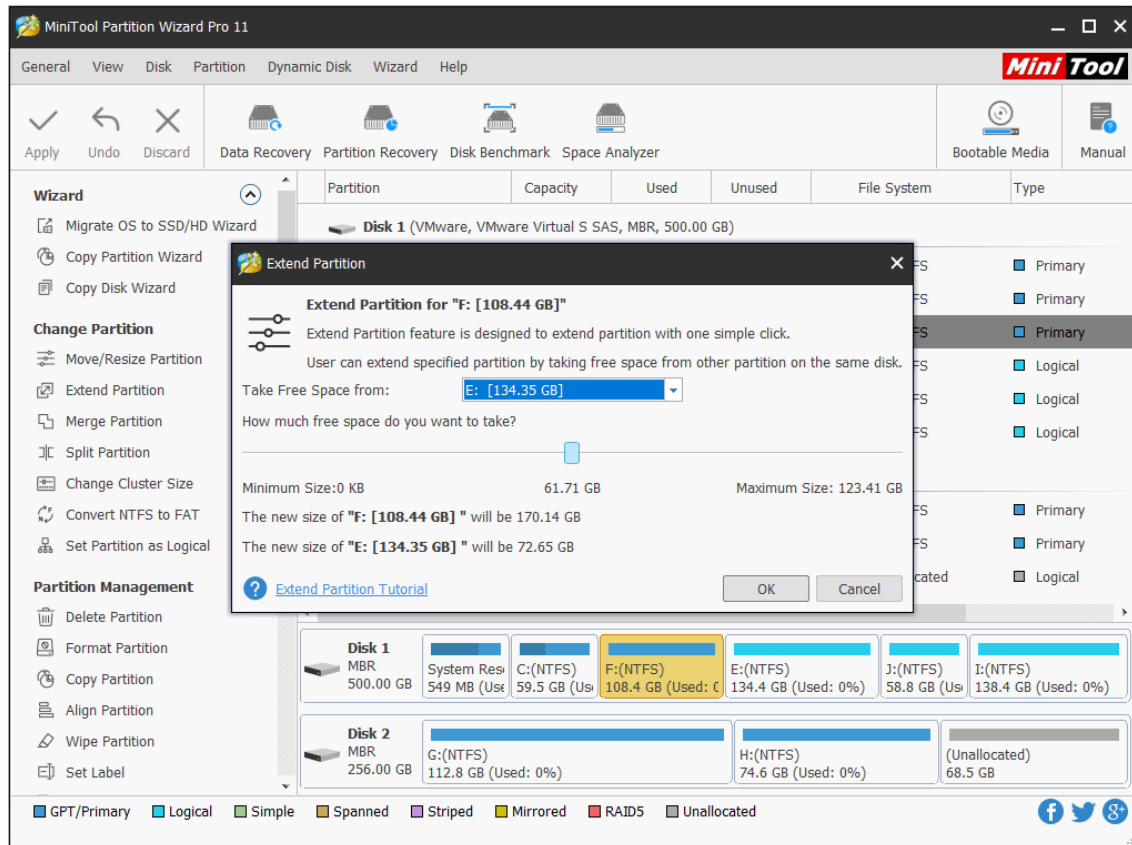 MiniTool Partition Wizard Pro 11
General View Disk Partition Dynamic Disk Wizard Help
Mini Tool
Apply Undo Discard Data Recovery Partition Recovery Disk Benchmark Space Analyzer Bootable Media Manual
Wizard
Migrate OS to SSD/HD Wizard
Copy Partition Wizard
Copy Disk Wizard
Change Partition
Move/Resize Partition
Extend Partition
Merge Partition
Split Partition
Change Cluster Size
Convert NTFS to FAT
Set Partition as Logical
Partition Management
Delete Partition
Format Partition
Copy Partition
Align Partition
Wipe Partition
Set Label
Partition Capacity Used Unused File System Type
Disk 1 (VMware, VMware Virtual S SAS, MBR, 500.00 GB)
FS Primary
FS Primary
FS Primary
FS Logical
FS Logical
FS Logical
FS Primary
FS Primary
cated Logical
Extend Partition
Extend Partition for "F: [108.44 GB]"
Extend Partition feature is designed to extend partition with one simple click.
User can extend specified partition by taking free space from other partition on the same disk.
Take Free Space from: E: [134.35 GB]
How much free space do you want to take?
Minimum Size:0 KB 61.71 GB Maximum Size: 123.41 GB
The new size of "F: [108.44 GB] " will be 170.14 GB
The new size of "E: [134.35 GB] " will be 72.65 GB
? Extend Partition Tutorial OK Cancel
Disk 1
MBR
500.00 GB
System Rese
549 MB (Use
C:(NTFS)
59.5 GB (Us
F:(NTFS)
108.4 GB (Used: 0
E:(NTFS)
134.4 GB (Used: 0%)
J:(NTFS)
58.8 GB (Us
I:(NTFS)
138.4 GB (Used: 0%)
Disk 2
MBR
256.00 GB
G:(NTFS)
112.8 GB (Used: 0%)
H:(NTFS)
74.6 GB (Used: 0%)
(Unallocated)
68.5 GB
GPT/Primary Logical Simple Spanned Striped Mirrored RAID5 Unallocated